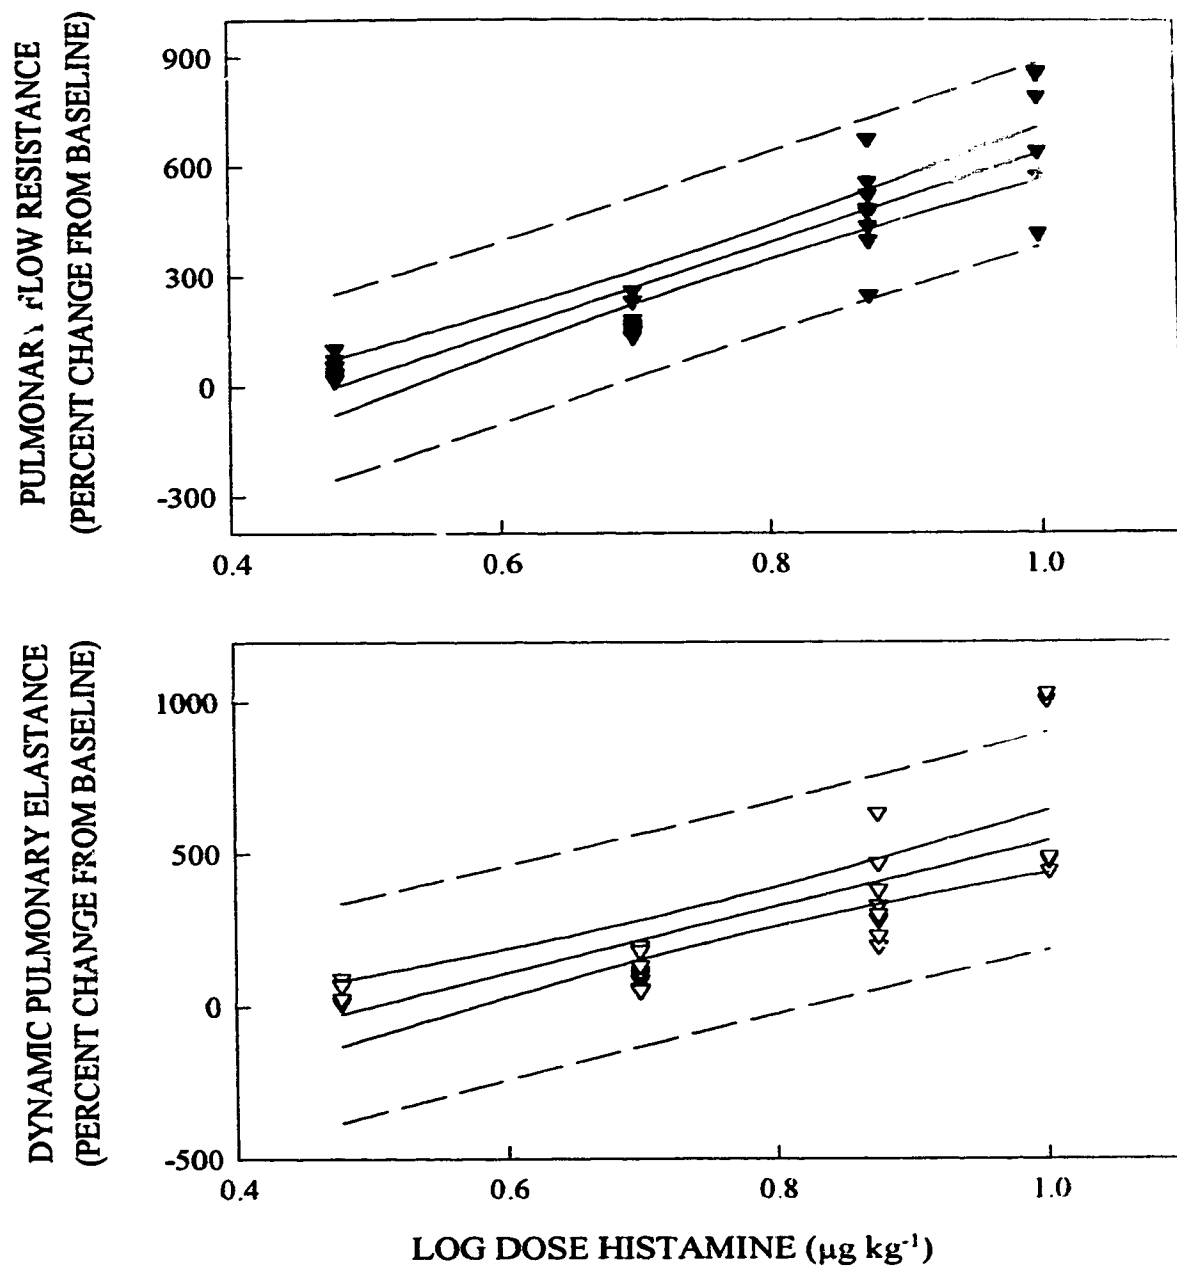 PULMONARY FLOW RESISTANCE
(PERCENT CHANGE FROM BASELINE)
900
600
300
0
-300
0.4 0.6 0.8 1.0
DYNAMIC PULMONARY ELASTANCE
(PERCENT CHANGE FROM BASELINE)
1000
500
0
-500
0.4 0.6 0.8 1.0
LOG DOSE HISTAMINE (µg kg⁻¹)